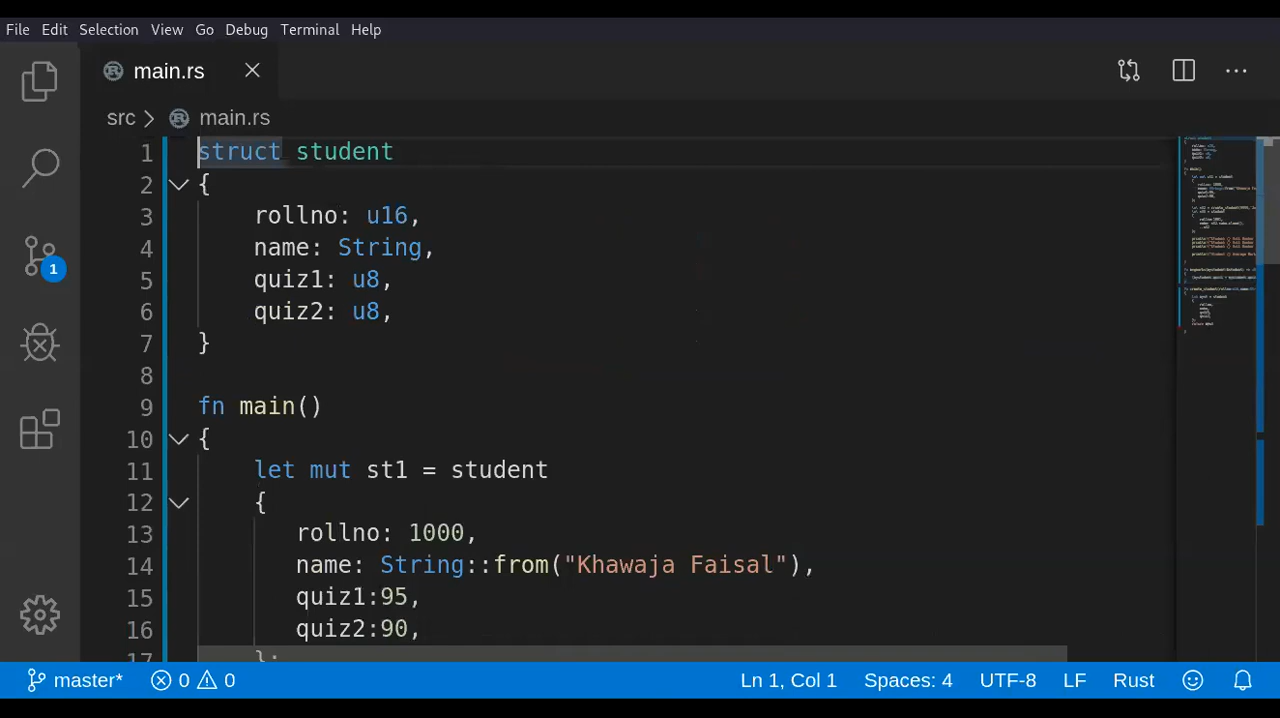 File Edit Selection View Go Debug Terminal Help
main.rs
src > main.rs
1 struct student
2 {
3 rollno: u16,
4 name: String,
5 quiz1: u8,
6 quiz2: u8,
7 }
8
9 fn main()
10 {
11 let mut st1 = student
12 {
13 rollno: 1000,
14 name: String::from("Khawaja Faisal"),
15 quiz1:95,
16 quiz2:90,
17 };
1
master* 0 0 Ln 1, Col 1 Spaces: 4 UTF-8 LF Rust